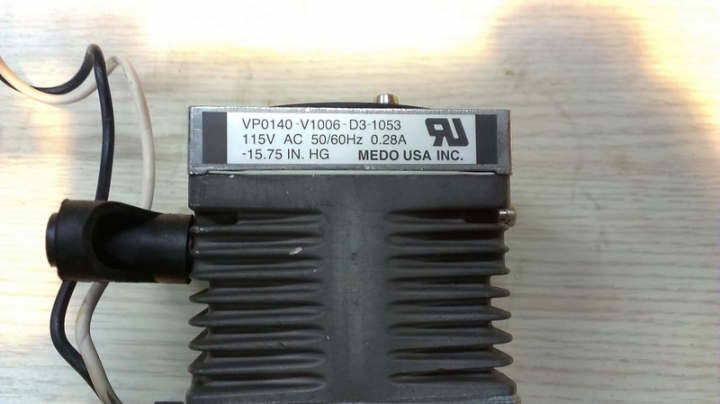 VP0140-V1006-D3-1053
115V AC 50/60Hz 0.28A
-15.75 IN. HG MEDO USA INC.